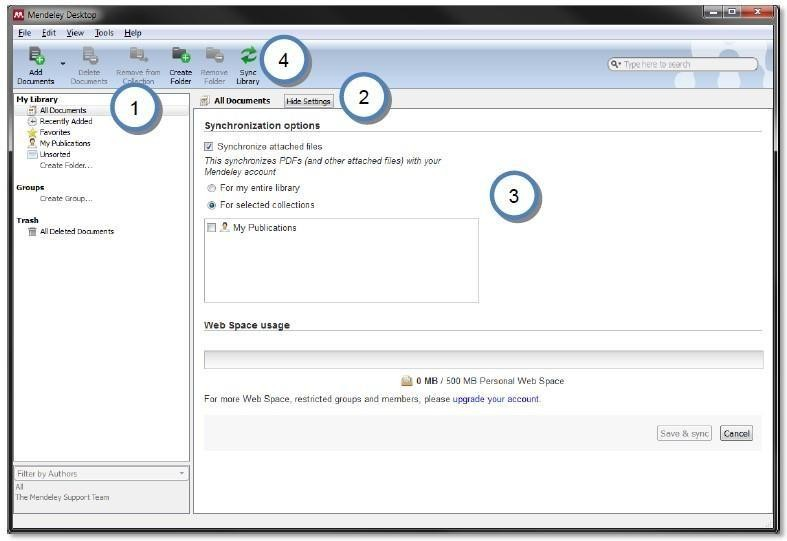 Mendeley Desktop
File Edit View Tools Help
Add Documents
Delete Documents
Remove from Collection
Create Folder
Remove Folder
Sync Library
4
Type here to search
My Library
All Documents
Recently Added
Favorites
My Publications
Unsorted
Create Folder...
1
Groups
Create Group...
Trash
All Deleted Documents
Filter by Authors
All
The Mendeley Support Team
All Documents Hide Settings
2
Synchronization options
Synchronize attached files
This synchronizes PDFs (and other attached files) with your
Mendeley account
For my entire library
For selected collections
3
My Publications
Web Space usage
0 MB / 500 MB Personal Web Space
For more Web Space, restricted groups and members, please upgrade your account.
Save & sync Cancel